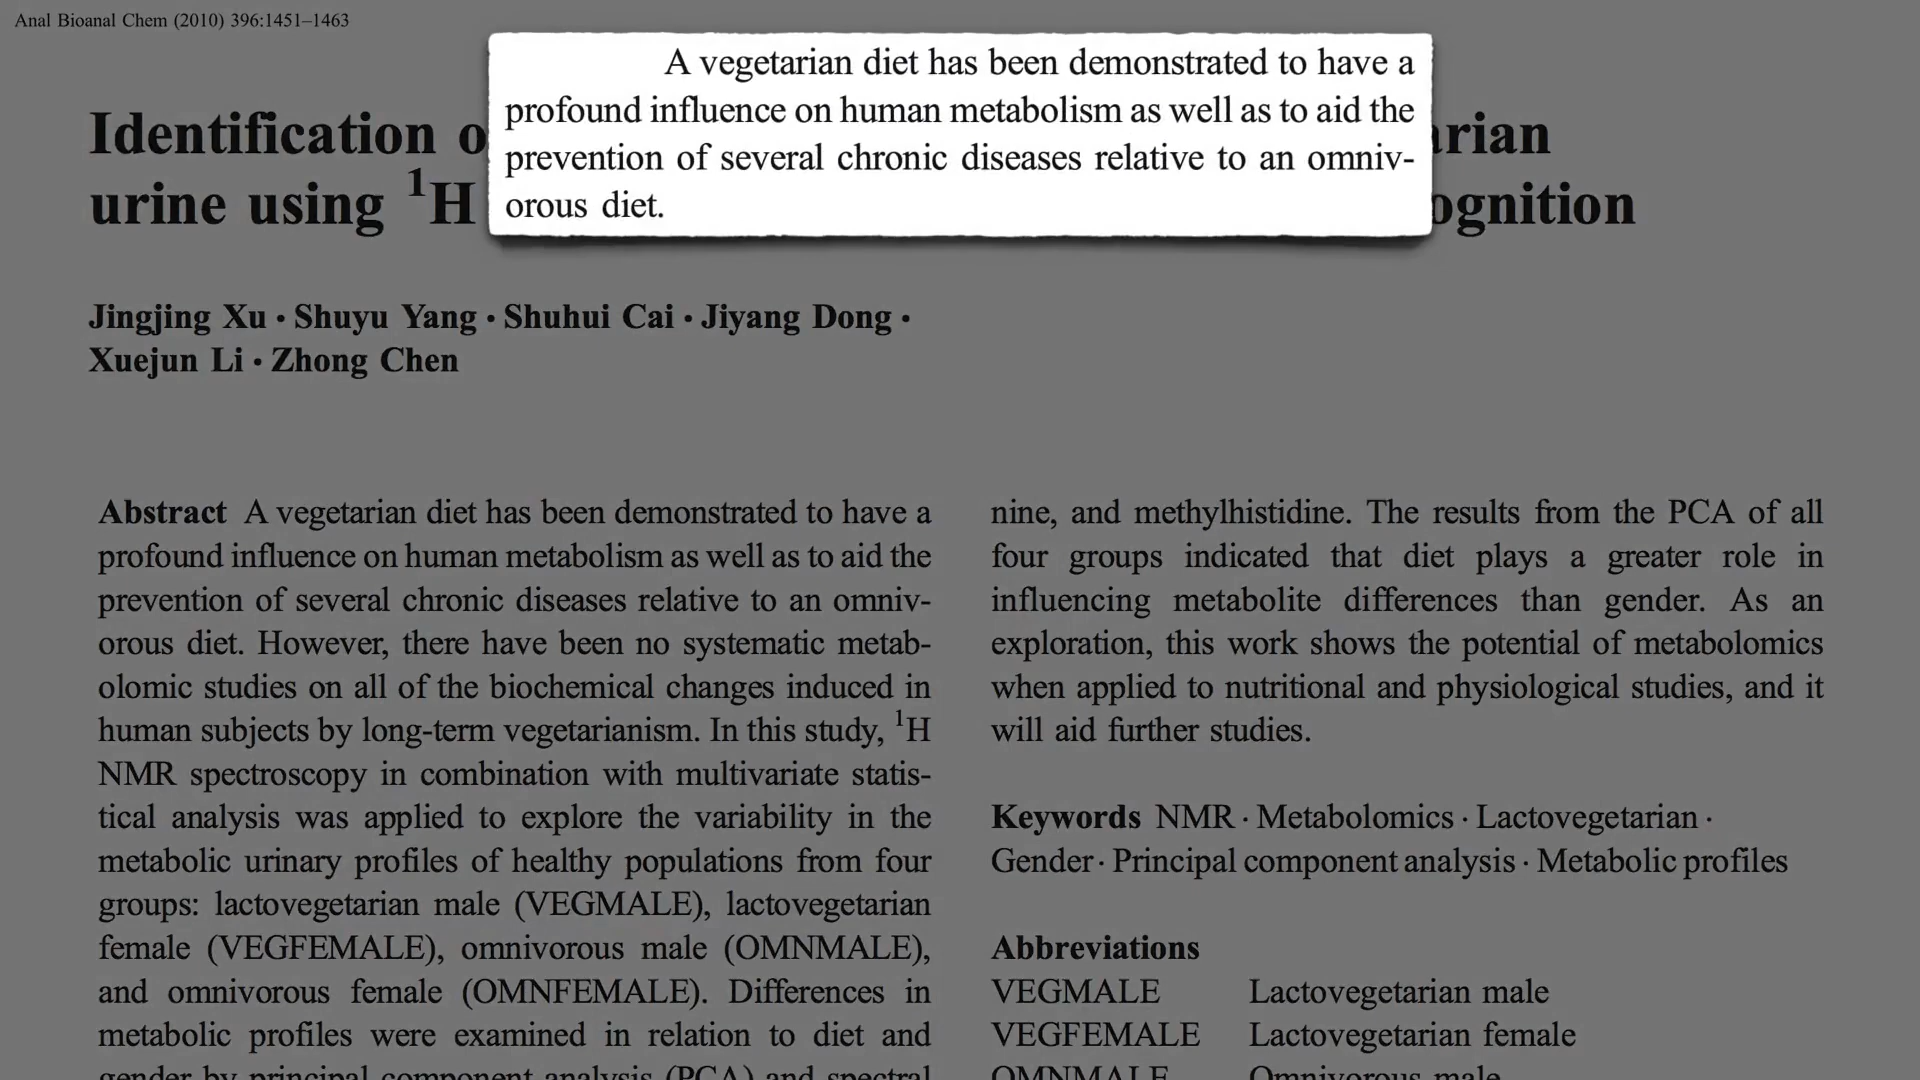 Anal Bioanal Chem (2010) 396:1451–1463
A vegetarian diet has been demonstrated to have a
profound influence on human metabolism as well as to aid the
prevention of several chronic diseases relative to an omniv-
orous diet.
Identification
urine using ¹H
ognition
Jingjing Xu · Shuyu Yang · Shuhui Cai · Jiyang Dong ·
Xuejun Li · Zhong Chen
Abstract A vegetarian diet has been demonstrated to have a
profound influence on human metabolism as well as to aid the
prevention of several chronic diseases relative to an omniv-
orous diet. However, there have been no systematic metab-
olomic studies on all of the biochemical changes induced in
human subjects by long-term vegetarianism. In this study, ¹H
NMR spectroscopy in combination with multivariate statis-
tical analysis was applied to explore the variability in the
metabolic urinary profiles of healthy populations from four
groups: lactovegetarian male (VEGMALE), lactovegetarian
female (VEGFEMALE), omnivorous male (OMNMALE),
and omnivorous female (OMNFEMALE). Differences in
metabolic profiles were examined in relation to diet and
gender by principal component analysis (PCA) and spectral
nine, and methylhistidine. The results from the PCA of all
four groups indicated that diet plays a greater role in
influencing metabolite differences than gender. As an
exploration, this work shows the potential of metabolomics
when applied to nutritional and physiological studies, and it
will aid further studies.
Keywords NMR · Metabolomics · Lactovegetarian ·
Gender · Principal component analysis · Metabolic profiles
Abbreviations
VEGMALE Lactovegetarian male
VEGFEMALE Lactovegetarian female
OMNMALE Omnivorous male